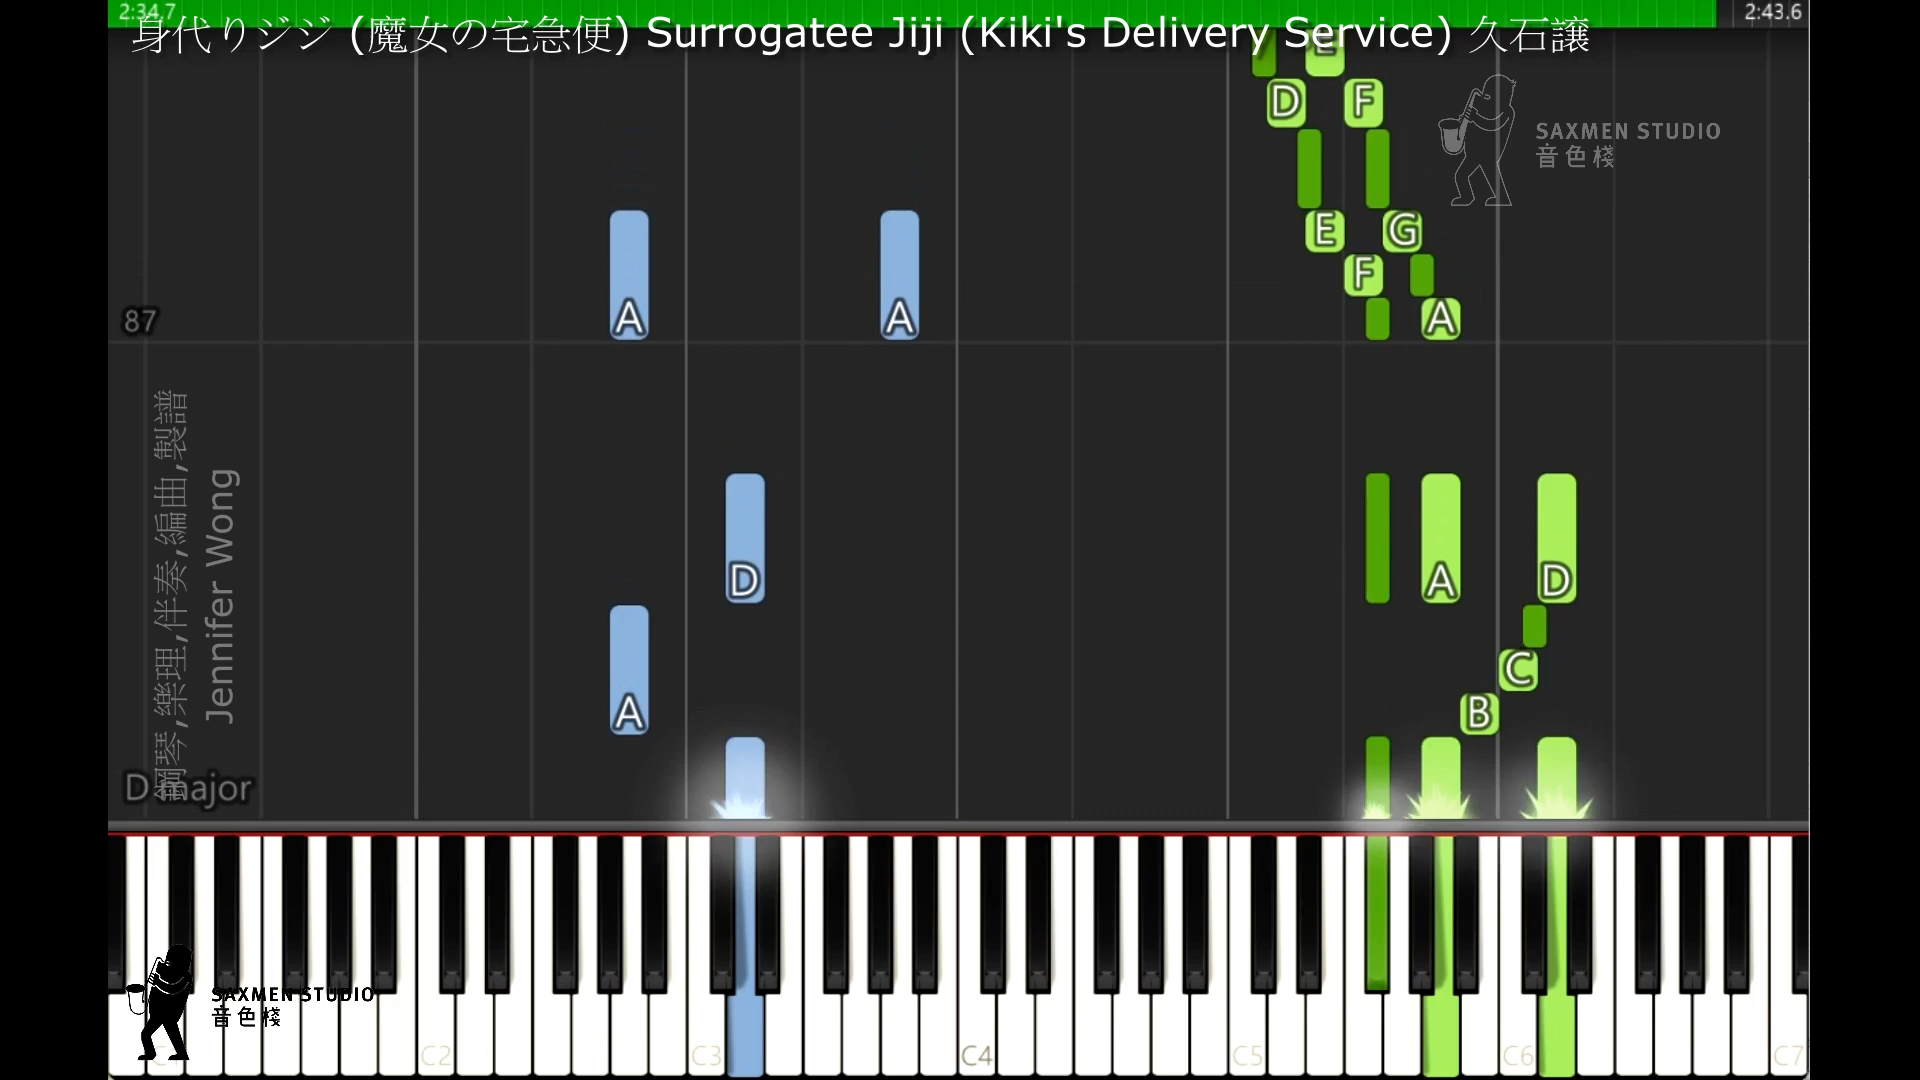 2:34.7
2:43.6
身代りジジ (魔女の宅急便) Surrogatee Jiji (Kiki's Delivery Service) 久石譲
E
D F
SAXMEN STUDIO
音色棧
E G
F
A A A
87
鋼琴,樂理,伴奏,編曲,製譜
Jennifer Wong
D A D
C
A B
D major
SAXMEN STUDIO
音色棧
C1 C2 C3 C4 C5 C6 C7